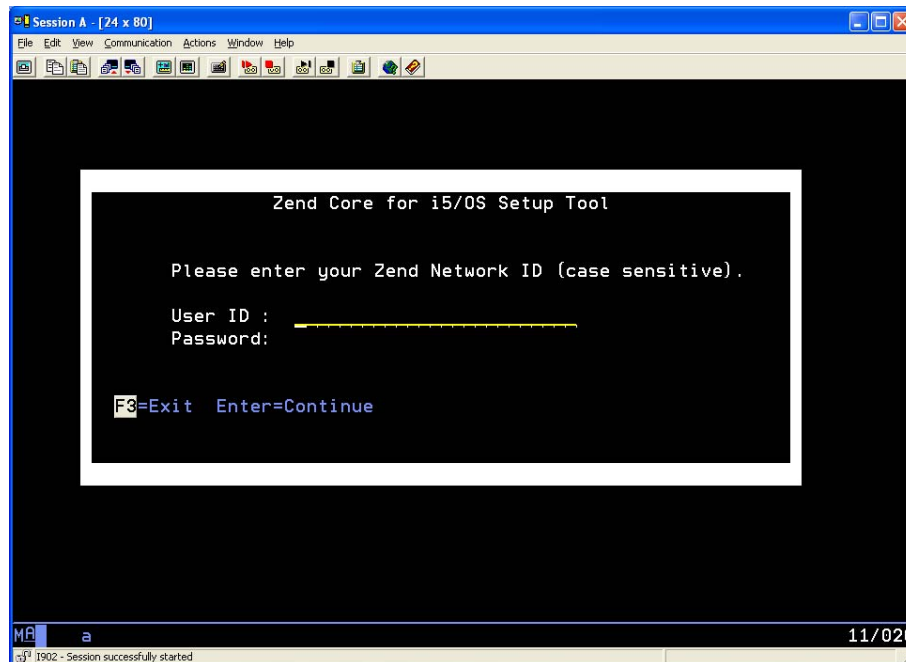 Session A - [24 x 80]
File Edit View Communication Actions Window Help
Zend Core for i5/OS Setup Tool
Please enter your Zend Network ID (case sensitive).
User ID :
Password:
F3=Exit Enter=Continue
MA a 11/020
I902 - Session successfully started